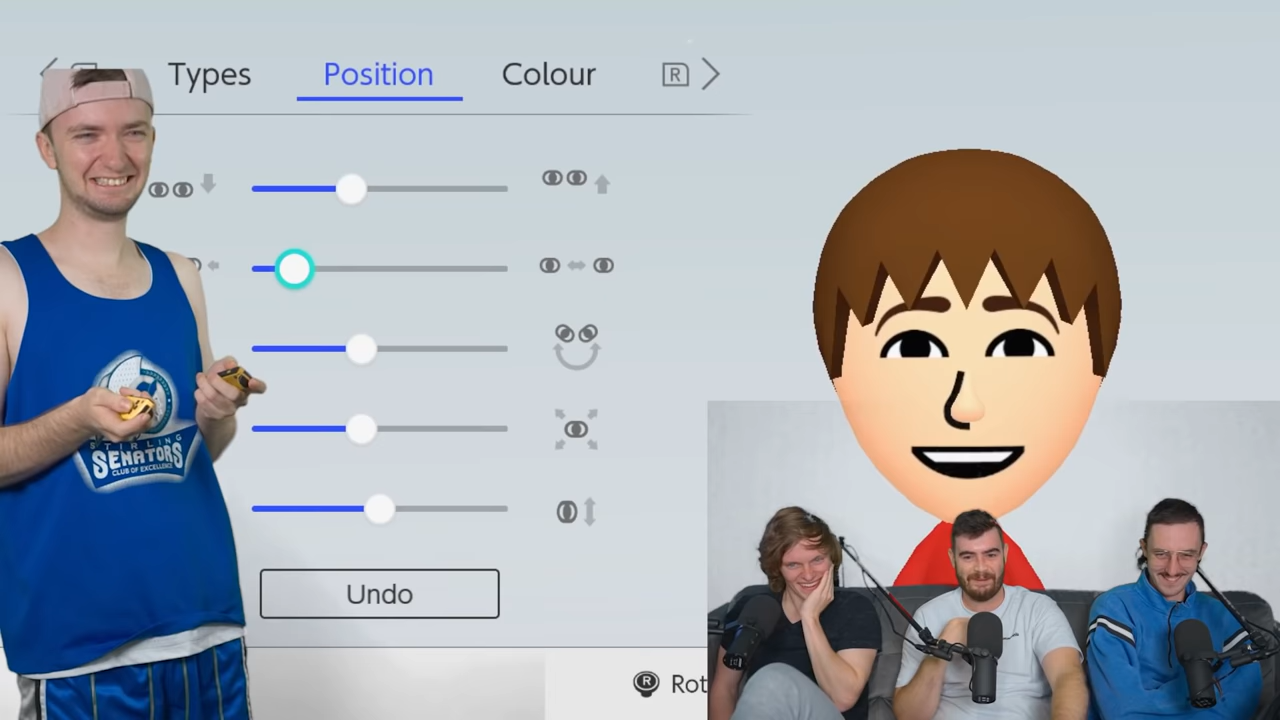 Types
Position
Colour
R
STIRLING
SENATORS
CLUB OF EXCELLENCE
Undo
R
Rot